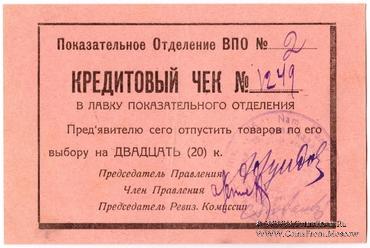 Показательное Отделение ВПО № 2
КРЕДИТОВЫЙ ЧЕК № 1249
В ЛАВКУ ПОКАЗАТЕЛЬНОГО ОТДЕЛЕНИЯ
Пред'явителю сего отпустить товаров по его
выбору на ДВАДЦАТЬ (20) к.
Председатель Правления
Член Правления
Председатель Ревиз. Комиссии